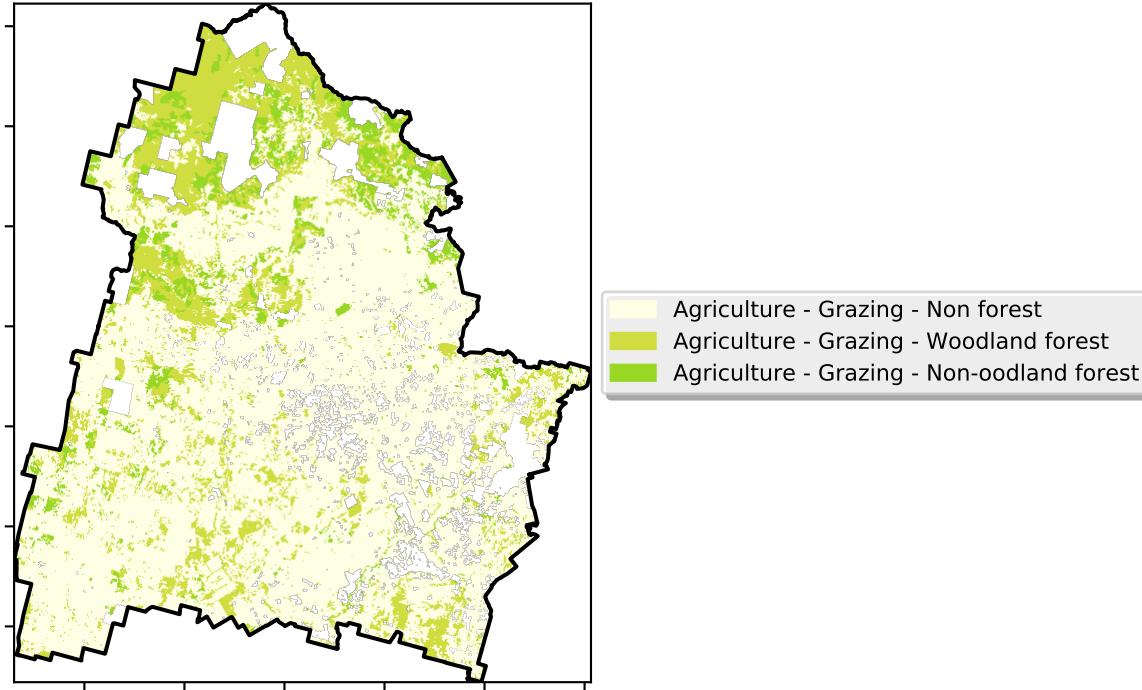 Agriculture - Grazing - Non forest
Agriculture - Grazing - Woodland forest
Agriculture - Grazing - Non-oodland forest